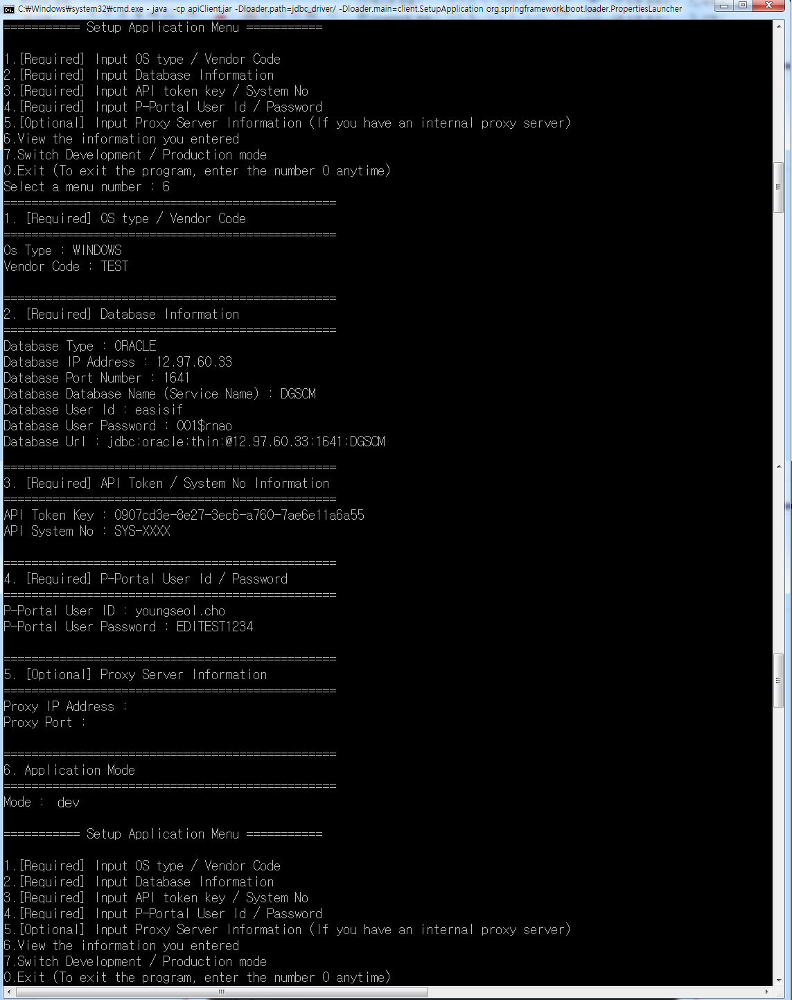 C:\Windows\system32\cmd.exe - java  -cp apiClient.jar -Dloader.path=jdbc_driver/ -Dloader.main=client.SetupApplication org.springframework.boot.loader.PropertiesLauncher
=========== Setup Application Menu ===========
1.[Required] Input OS type / Vendor Code
2.[Required] Input Database Information
3.[Required] Input API token key / System No
4.[Required] Input P-Portal User Id / Password
5.[Optional] Input Proxy Server Information (If you have an internal proxy server)
6.View the information you entered
7.Switch Development / Production mode
0.Exit (To exit the program, enter the number 0 anytime)
Select a menu number : 6
================================================
1. [Required] OS type / Vendor Code
================================================
Os Type : WINDOWS
Vendor Code : TEST
================================================
2. [Required] Database Information
================================================
Database Type : ORACLE
Database IP Address : 12.97.60.33
Database Port Number : 1641
Database Database Name (Service Name) : DGSCM
Database User Id : easisif
Database User Password : 001$rnao
Database Url : jdbc:oracle:thin:@12.97.60.33:1641:DGSCM
================================================
3. [Required] API Token / System No Information
================================================
API Token Key : 0907cd3e-8e27-3ec6-a760-7ae6e11a6a55
API System No : SYS-XXXX
================================================
4. [Required] P-Portal User Id / Password
================================================
P-Portal User ID : youngseol.cho
P-Portal User Password : EDITEST1234
================================================
5. [Optional] Proxy Server Information
================================================
Proxy IP Address :
Proxy Port :
================================================
6. Application Mode
================================================
Mode : dev
=========== Setup Application Menu ===========
1.[Required] Input OS type / Vendor Code
2.[Required] Input Database Information
3.[Required] Input API token key / System No
4.[Required] Input P-Portal User Id / Password
5.[Optional] Input Proxy Server Information (If you have an internal proxy server)
6.View the information you entered
7.Switch Development / Production mode
0.Exit (To exit the program, enter the number 0 anytime)